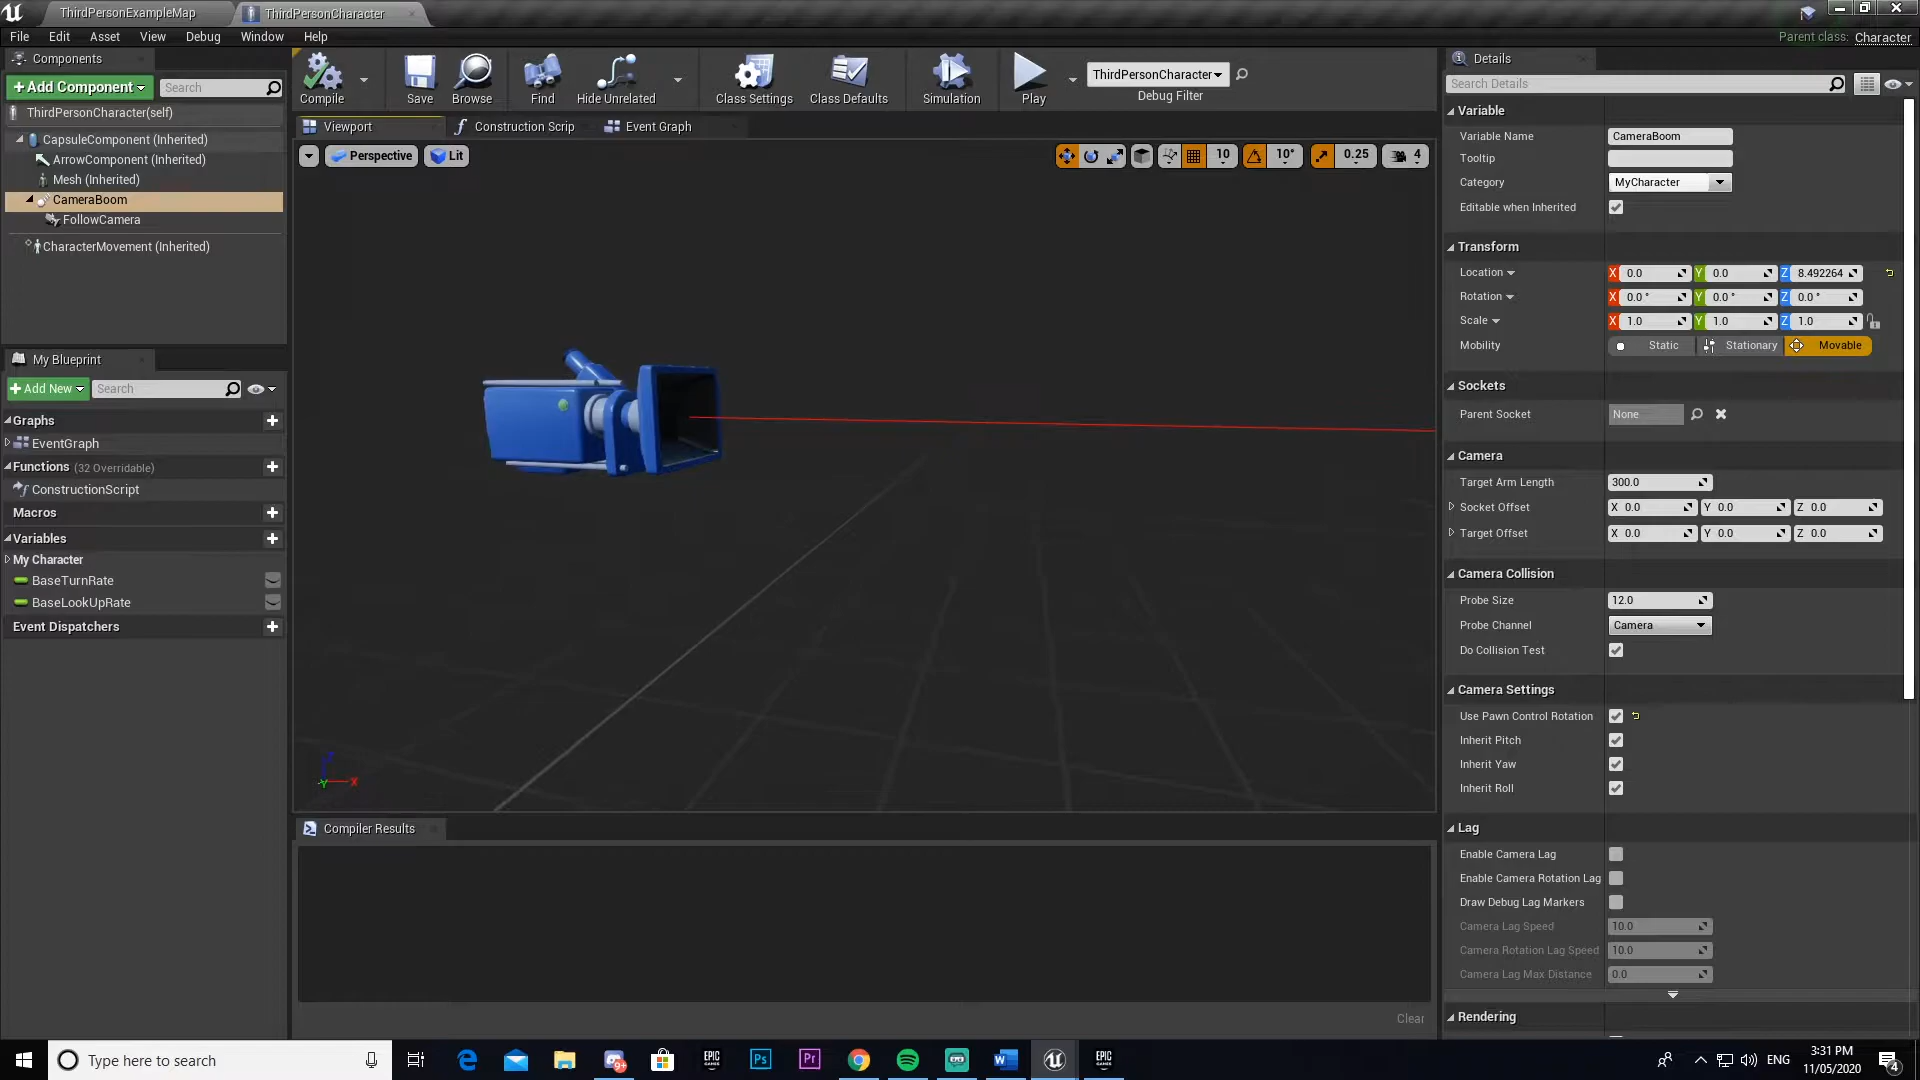 ThirdPersonExampleMap
ThirdPersonCharacter
File Edit Asset View Debug Window Help
Parent class: Character
Components
+Add Component
Search
ThirdPersonCharacter(self)
CapsuleComponent (Inherited)
ArrowComponent (Inherited)
Mesh (Inherited)
CameraBoom
FollowCamera
CharacterMovement (Inherited)
My Blueprint
+Add New
Search
Graphs
EventGraph
Functions (32 Overridable)
ConstructionScript
Macros
Variables
My Character
BaseTurnRate
BaseLookUpRate
Event Dispatchers
Compile
Save
Browse
Find
Hide Unrelated
Class Settings
Class Defaults
Simulation
Play
ThirdPersonCharacter
Debug Filter
Viewport
Construction Scrip
Event Graph
Perspective
Lit
10
10°
0.25
4
X
Compiler Results
Clear
Details
Search Details
Variable
Variable Name CameraBoom
Tooltip
Category MyCharacter
Editable when Inherited
Transform
Location X 0.0 Y 0.0 Z 8.492264
Rotation X 0.0 ° Y 0.0 ° Z 0.0 °
Scale X 1.0 Y 1.0 Z 1.0
Mobility Static Stationary Movable
Sockets
Parent Socket None
Camera
Target Arm Length 300.0
Socket Offset X 0.0 Y 0.0 Z 0.0
Target Offset X 0.0 Y 0.0 Z 0.0
Camera Collision
Probe Size 12.0
Probe Channel Camera
Do Collision Test
Camera Settings
Use Pawn Control Rotation
Inherit Pitch
Inherit Yaw
Inherit Roll
Lag
Enable Camera Lag
Enable Camera Rotation Lag
Draw Debug Lag Markers
Camera Lag Speed 10.0
Camera Rotation Lag Speed 10.0
Camera Lag Max Distance 0.0
Rendering
Type here to search
EPIC
Ps
Pr
EPIC
ENG
3:31 PM
11/05/2020
4